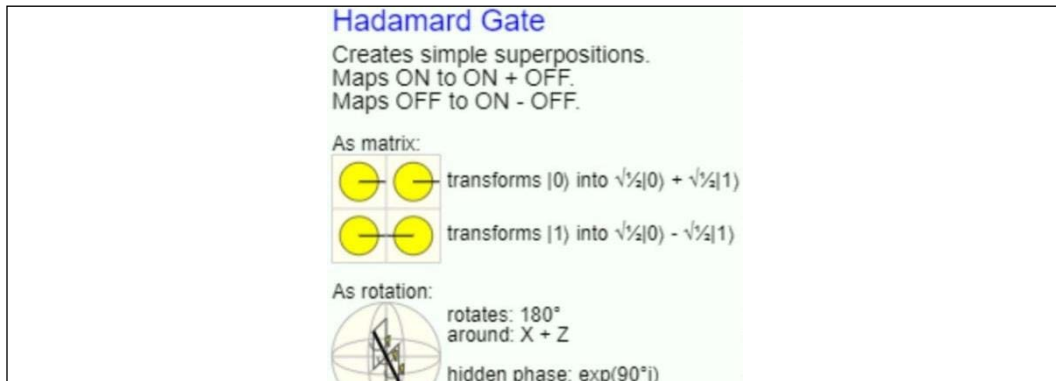 Hadamard Gate
Creates simple superpositions.
Maps ON to ON + OFF.
Maps OFF to ON - OFF.
As matrix:
transforms |0⟩ into √½|0⟩ + √½|1⟩
transforms |1⟩ into √½|0⟩ - √½|1⟩
As rotation:
rotates: 180°
around: X + Z
hidden phase: exp(90°i)